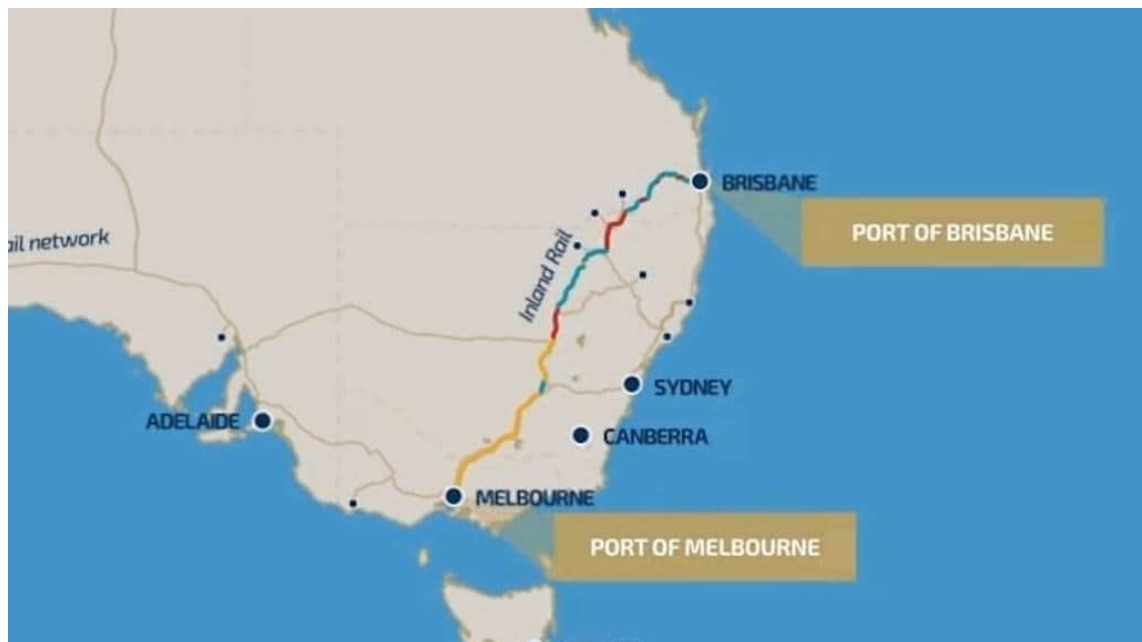 BRISBANE
PORT OF BRISBANE
ail network
Inland Rail
SYDNEY
ADELAIDE
CANBERRA
MELBOURNE
PORT OF MELBOURNE